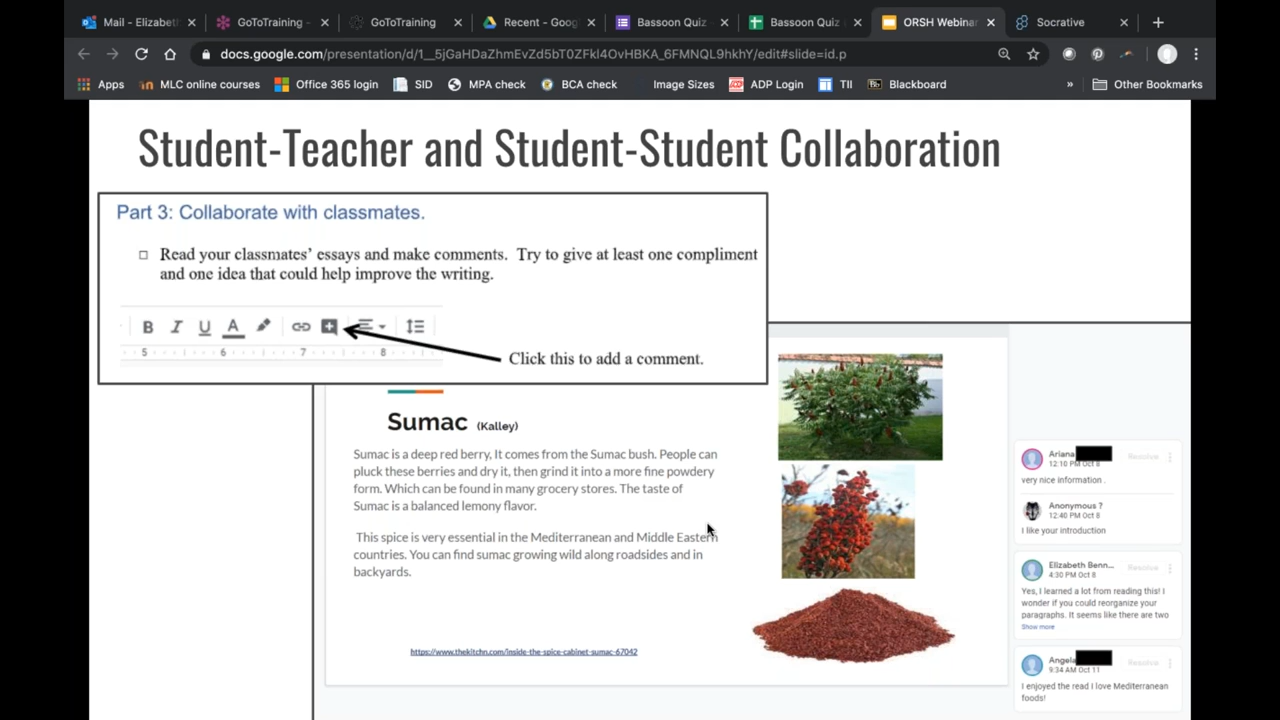 Mail - Elizabeth
GoToTraining -
GoToTraining
Recent - Goog
Bassoon Quiz
Bassoon Quiz
ORSH Webinar
Socrative
docs.google.com/presentation/d/1__5jGaHDaZhmEvZd5bT0ZFkl4OvHBKA_6FMNQL9hkhY/edit#slide=id.p
Apps
MLC online courses
Office 365 login
SID
MPA check
BCA check
Image Sizes
ADP Login
TII
Blackboard
» Other Bookmarks
Student-Teacher and Student-Student Collaboration
Part 3: Collaborate with classmates.
Read your classmates’ essays and make comments. Try to give at least one compliment
and one idea that could help improve the writing.
B I U A
5 6 7 8
Click this to add a comment.
Sumac (Kalley)
Sumac is a deep red berry, It comes from the Sumac bush. People can
pluck these berries and dry it, then grind it into a more fine powdery
form. Which can be found in many grocery stores. The taste of
Sumac is a balanced lemony flavor.
This spice is very essential in the Mediterranean and Middle Eastern
countries. You can find sumac growing wild along roadsides and in
backyards.
https://www.thekitchn.com/inside-the-spice-cabinet-sumac-67042
Ariana
Resolve
12:10 PM Oct 8
very nice information .
Anonymous ?
12:40 PM Oct 8
I like your introduction
Elizabeth Benn...
Resolve
4:30 PM Oct 8
Yes, I learned a lot from reading this! I
wonder if you could reorganize your
paragraphs. It seems like there are two
Show more
Angela
Resolve
9:34 AM Oct 11
I enjoyed the read I love Mediterranean
foods!